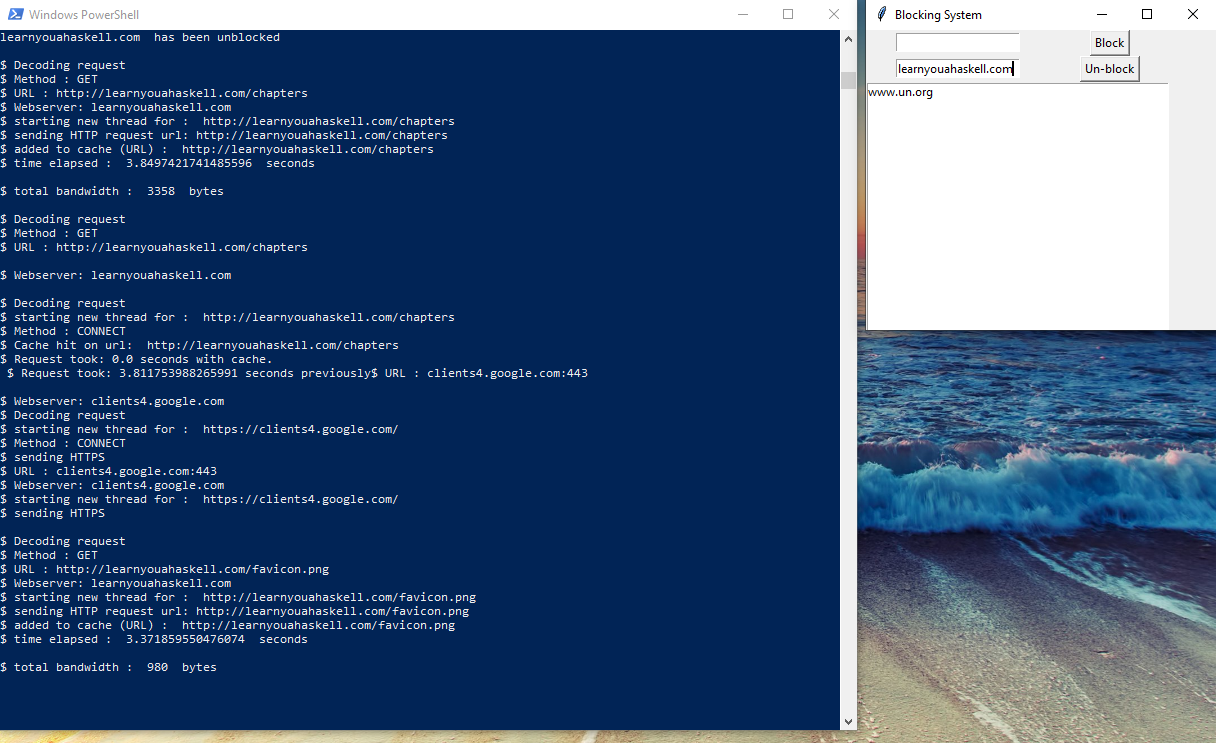 Windows PowerShell
learnyouahaskell.com  has been unblocked
$ Decoding request
$ Method : GET
$ URL : http://learnyouahaskell.com/chapters
$ Webserver: learnyouahaskell.com
$ starting new thread for :  http://learnyouahaskell.com/chapters
$ sending HTTP request url: http://learnyouahaskell.com/chapters
$ added to cache (URL) :  http://learnyouahaskell.com/chapters
$ time elapsed :  3.8497421741485596  seconds
$ total bandwidth :  3358  bytes
$ Decoding request
$ Method : GET
$ URL : http://learnyouahaskell.com/chapters
$ Webserver: learnyouahaskell.com
$ Decoding request
$ starting new thread for :  http://learnyouahaskell.com/chapters
$ Method : CONNECT
$ Cache hit on url:  http://learnyouahaskell.com/chapters
$ Request took: 0.0 seconds with cache.
 $ Request took: 3.811753988265991 seconds previously$ URL : clients4.google.com:443
$ Webserver: clients4.google.com
$ Decoding request
$ starting new thread for :  https://clients4.google.com/
$ Method : CONNECT
$ sending HTTPS
$ URL : clients4.google.com:443
$ Webserver: clients4.google.com
$ starting new thread for :  https://clients4.google.com/
$ sending HTTPS
$ Decoding request
$ Method : GET
$ URL : http://learnyouahaskell.com/favicon.png
$ Webserver: learnyouahaskell.com
$ starting new thread for :  http://learnyouahaskell.com/favicon.png
$ sending HTTP request url: http://learnyouahaskell.com/favicon.png
$ added to cache (URL) :  http://learnyouahaskell.com/favicon.png
$ time elapsed :  3.371859550476074  seconds
$ total bandwidth :  980  bytes
Blocking System
Block
learnyouahaskell.com
Un-block
www.un.org